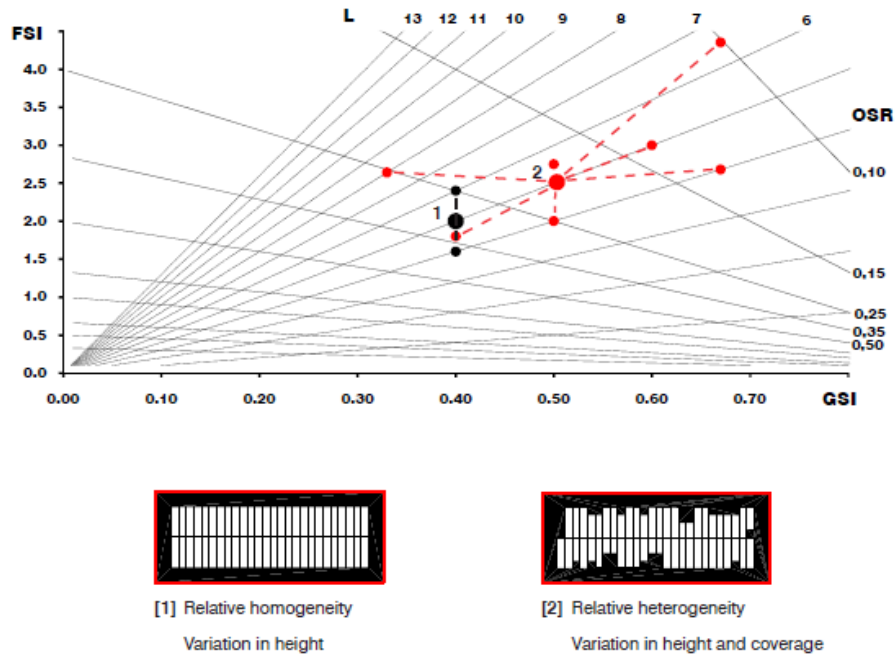 L 13 12 11 10 9 8 7 6
FSI
4.0
3.0
2.5
2.0
1.5
1.0
0.5
0.0
OSR
0,10
0,15
0,25
0,35
0,50
1
2
0.00 0.10 0.20 0.30 0.40 0.50 0.60 0.70 GSI
[1] Relative homogeneity
Variation in height
[2] Relative heterogeneity
Variation in height and coverage